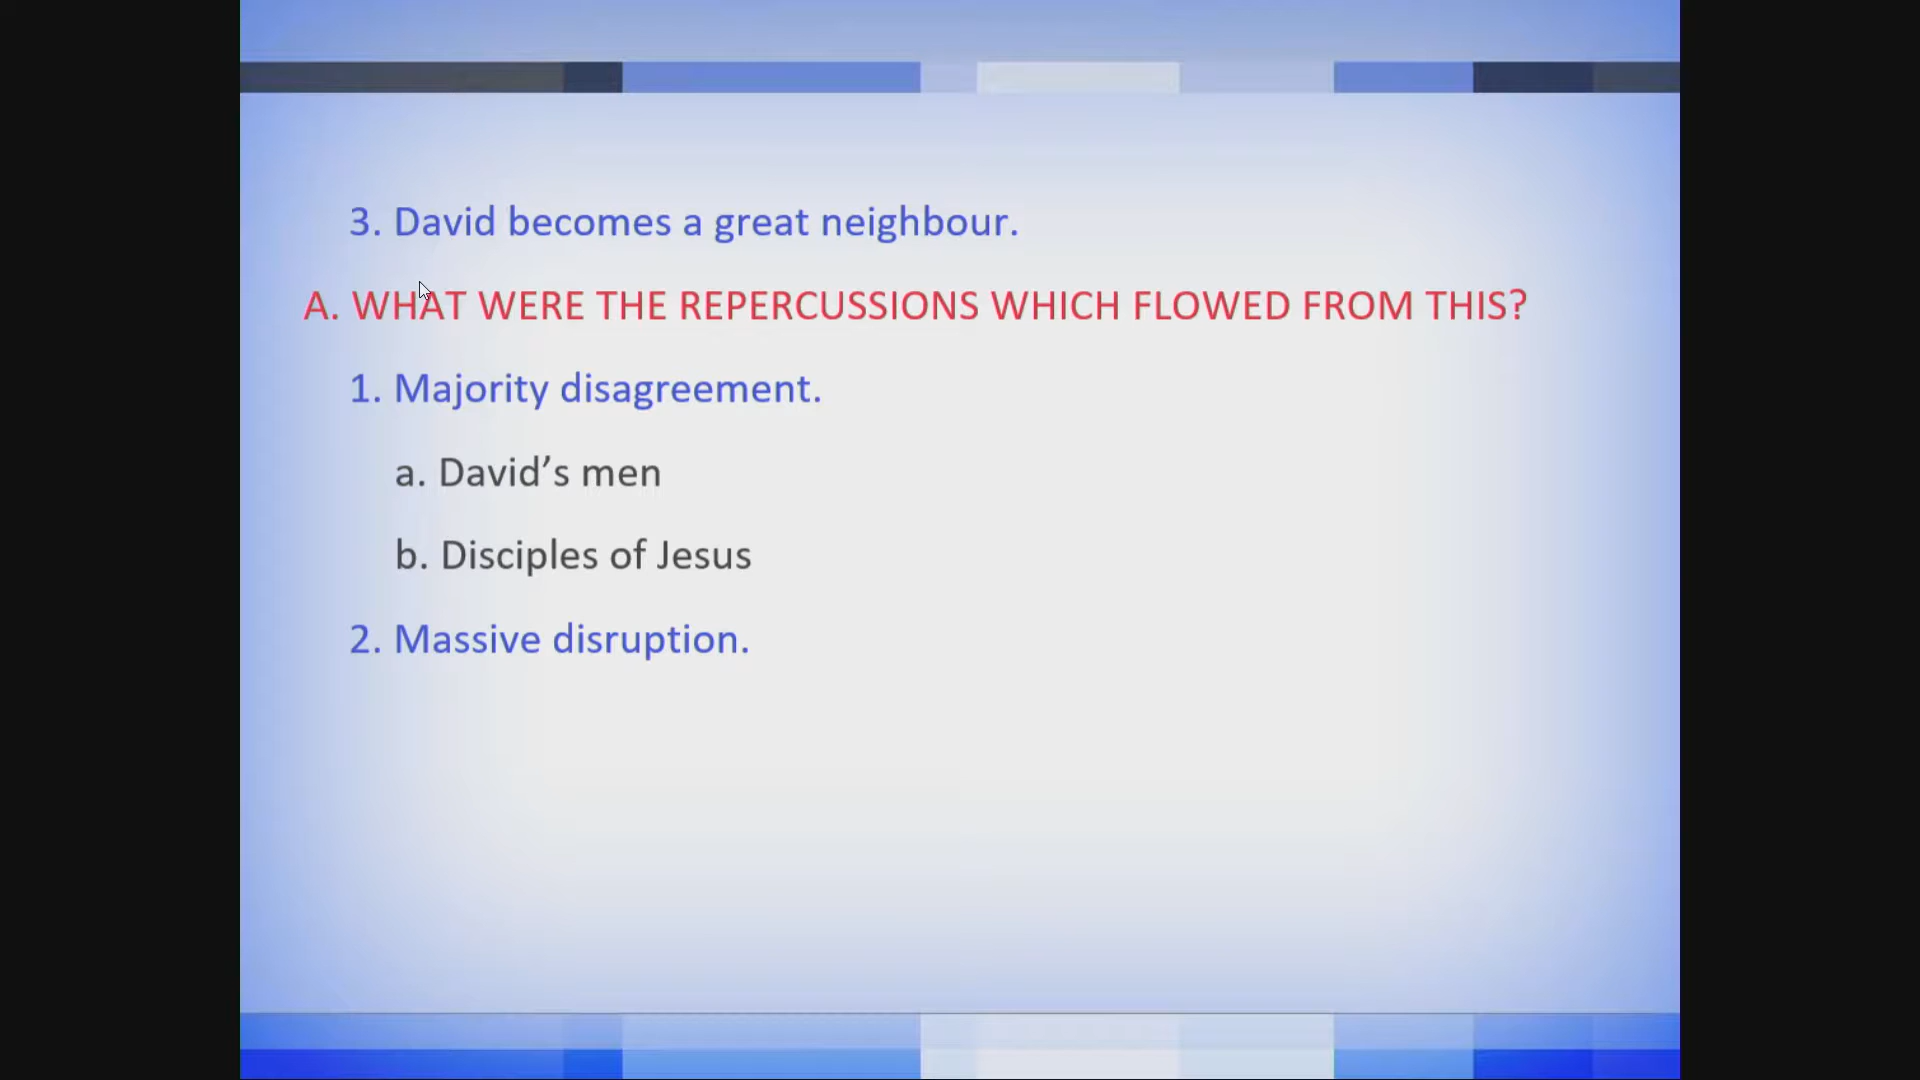 3. David becomes a great neighbour.
A. WHAT WERE THE REPERCUSSIONS WHICH FLOWED FROM THIS?
1. Majority disagreement.
a. David’s men
b. Disciples of Jesus
2. Massive disruption.